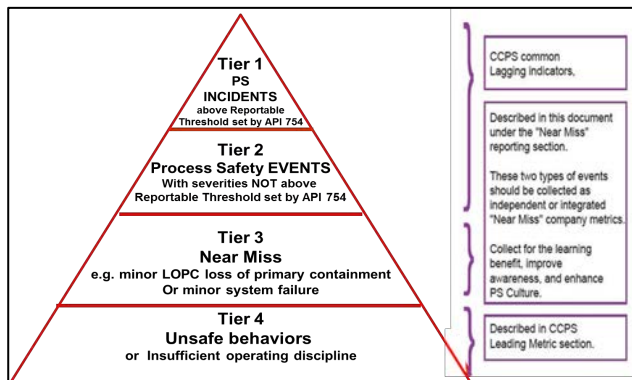 Tier 1
PS
INCIDENTS
above Reportable
Threshold set by API 754
Tier 2
Process Safety EVENTS
With severities NOT above
Reportable Threshold set by API 754
Tier 3
Near Miss
e.g. minor LOPC loss of primary containment
Or minor system failure
Tier 4
Unsafe behaviors
or Insufficient operating discipline
CCPS common
Lagging indicators,
Described in this document
under the "Near Miss"
reporting section.
These two types of events
should be collected as
independent or integrated
"Near Miss" company metrics.
Collect for the learning
benefit, improve
awareness, and enhance
PS Culture.
Described in CCPS
Leading Metric section.